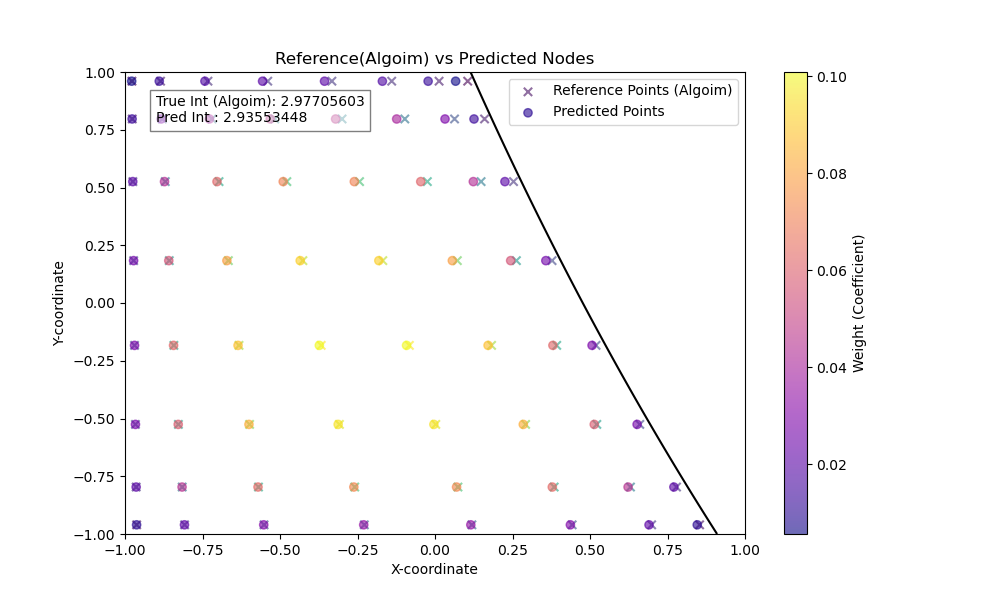 Reference(Algoim) vs Predicted Nodes
True Int (Algoim): 2.97705603
Pred Int : 2.93553448
Reference Points (Algoim)
Predicted Points
1.00
0.75
0.50
0.25
0.00
−0.25
−0.50
−0.75
−1.00
Y-coordinate
−1.00 −0.75 −0.50 −0.25 0.00 0.25 0.50 0.75 1.00
X-coordinate
0.10
0.08
0.06
0.04
0.02
Weight (Coefficient)